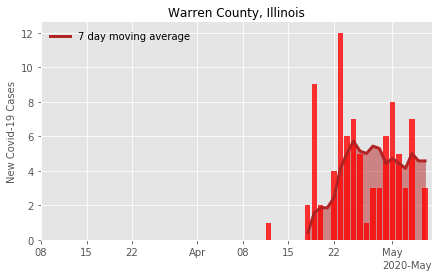 Warren County, Illinois
7 day moving average
New Covid-19 Cases
12
10
8
6
4
2
0
08 15 22 Apr 08 15 22 May
2020-May